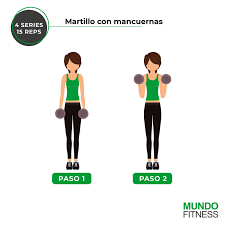 4 SERIES
15 REPS
Martillo con mancuernas
PASO 1
PASO 2
MUNDO
FITNESS